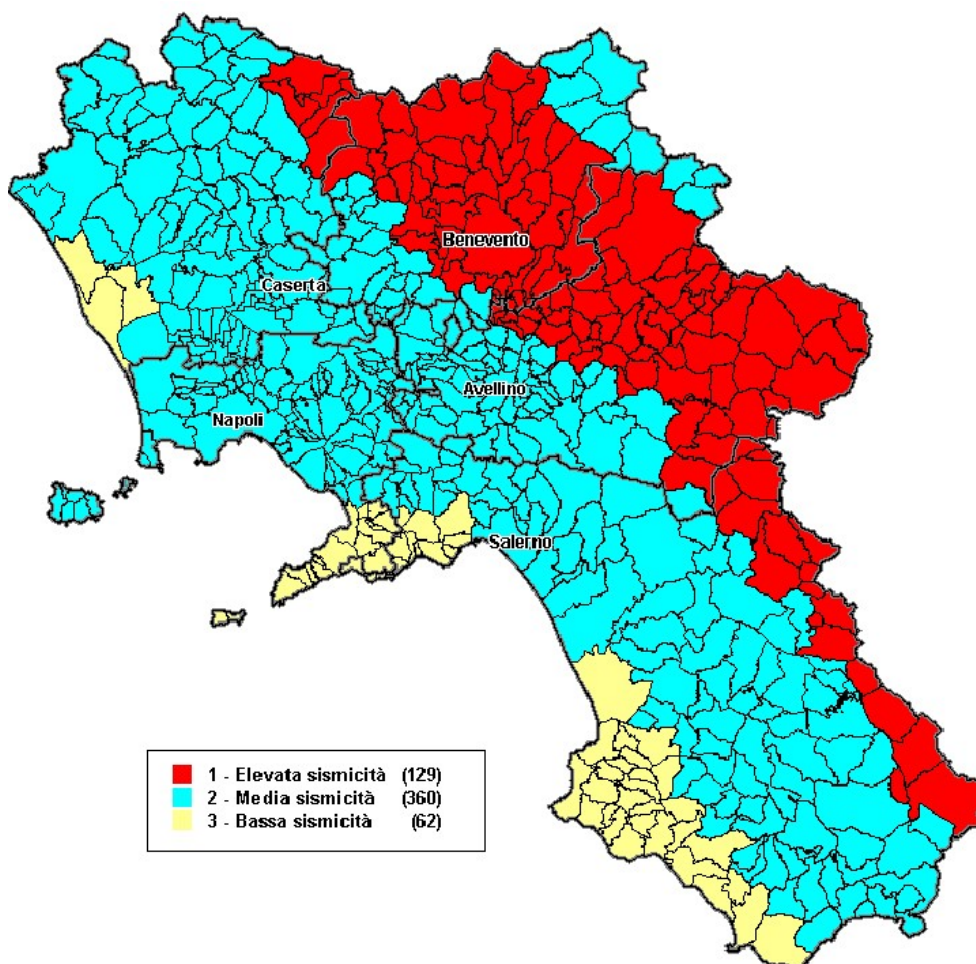 Benevento
Caserta
Avellino
Napoli
Salerno
1 - Elevata sismicità (129)
2 - Media sismicità (360)
3 - Bassa sismicità (62)